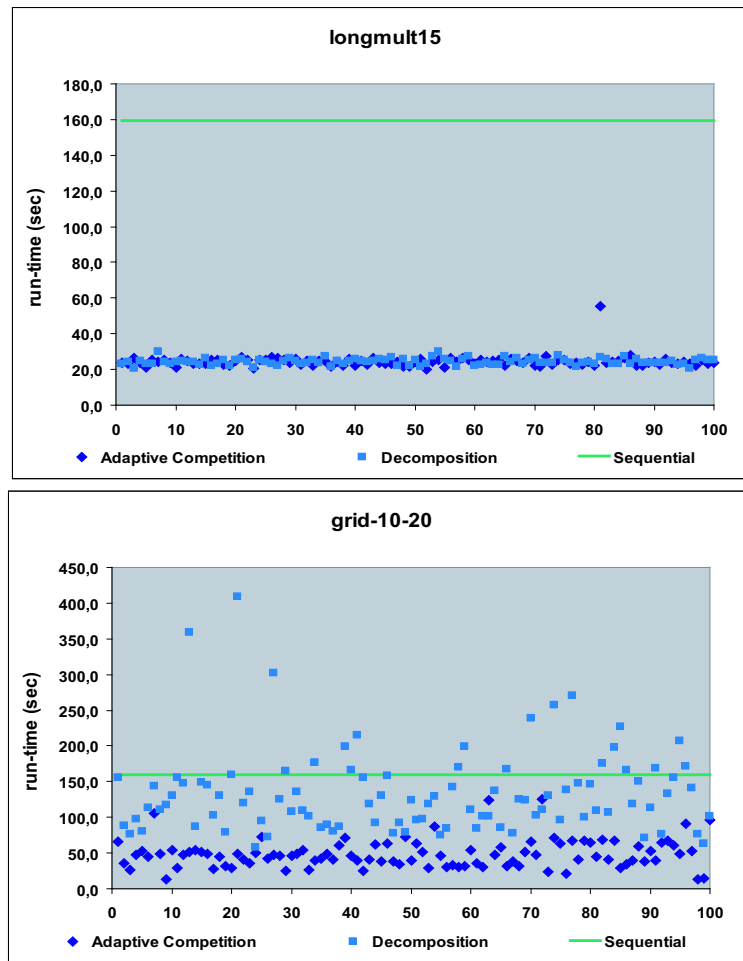 longmult15
180,0
160,0
140,0
120,0
100,0
80,0
60,0
40,0
20,0
0,0
run-time (sec)
0 10 20 30 40 50 60 70 80 90 100
Adaptive Competition Decomposition Sequential
grid-10-20
450,0
400,0
350,0
300,0
250,0
200,0
150,0
100,0
50,0
0,0
run-time (sec)
0 10 20 30 40 50 60 70 80 90 100
Adaptive Competition Decomposition Sequential